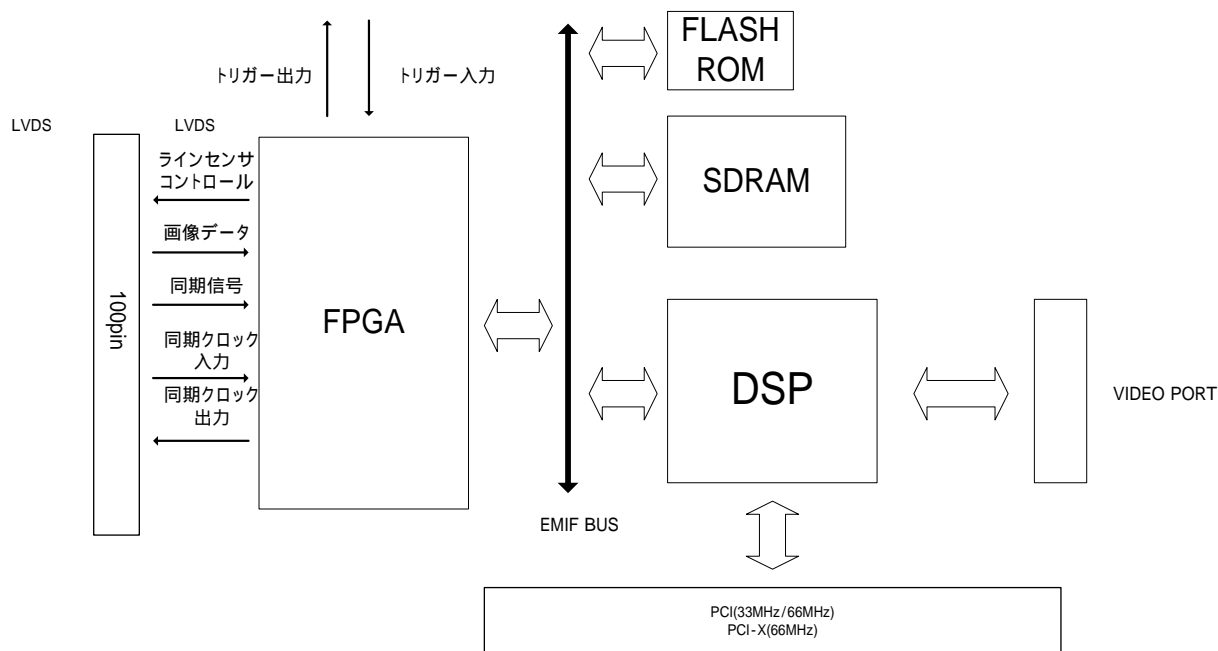 FLASH
ROM
トリガー出力
トリガー入力
LVDS
LVDS
ラインセンサ
コントロール
SDRAM
画像データ
同期信号
100pin
FPGA
同期クロック
入力
同期クロック
出力
DSP
VIDEO PORT
EMIF BUS
PCI(33MHz/66MHz)
PCI-X(66MHz)